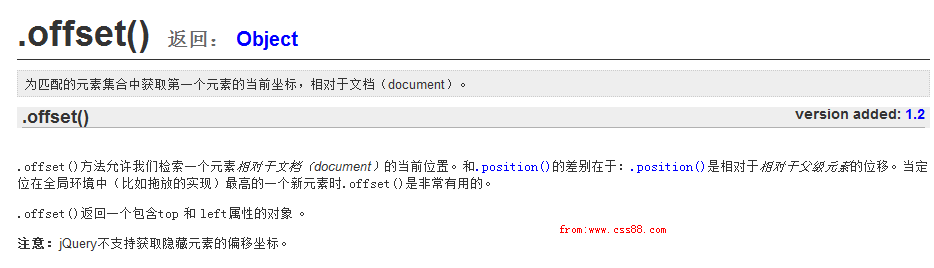 .offset() 返回： Object
为匹配的元素集合中获取第一个元素的当前坐标，相对于文档（document）。
.offset() version added: 1.2
.offset()方法允许我们检索一个元素相对于文档（document）的当前位置。和.position()的差别在于：.position()是相对于相对于父级元素的位移。当定
位在全局环境中（比如拖放的实现）最高的一个新元素时.offset()是非常有用的。
.offset()返回一个包含top 和 left属性的对象 。
from:www.css88.com
注意：jQuery不支持获取隐藏元素的偏移坐标。